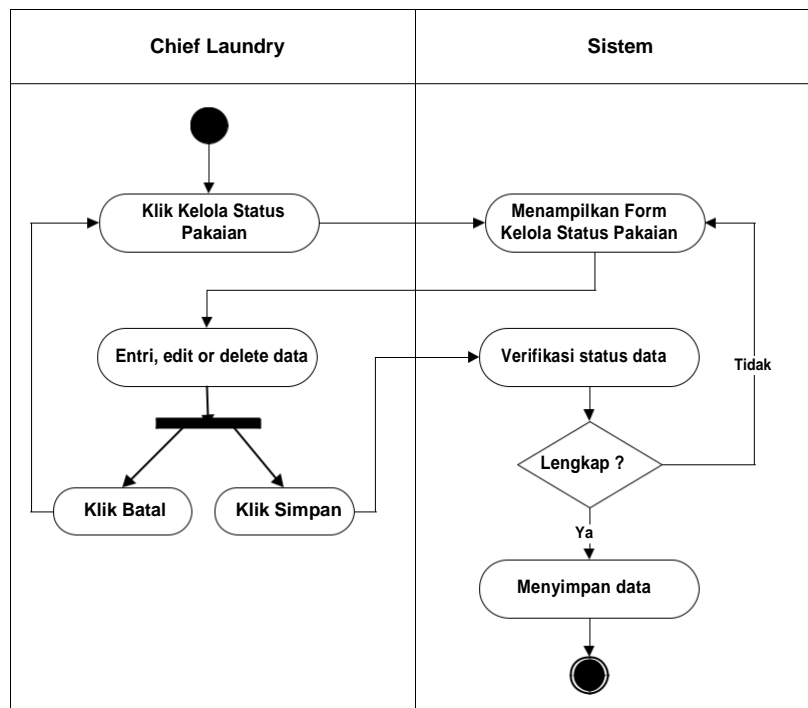 Chief Laundry
Sistem
Klik Kelola Status
Pakaian
Menampilkan Form
Kelola Status Pakaian
Entri, edit or delete data
Verifikasi status data
Tidak
Lengkap ?
Klik Batal
Klik Simpan
Ya
Menyimpan data